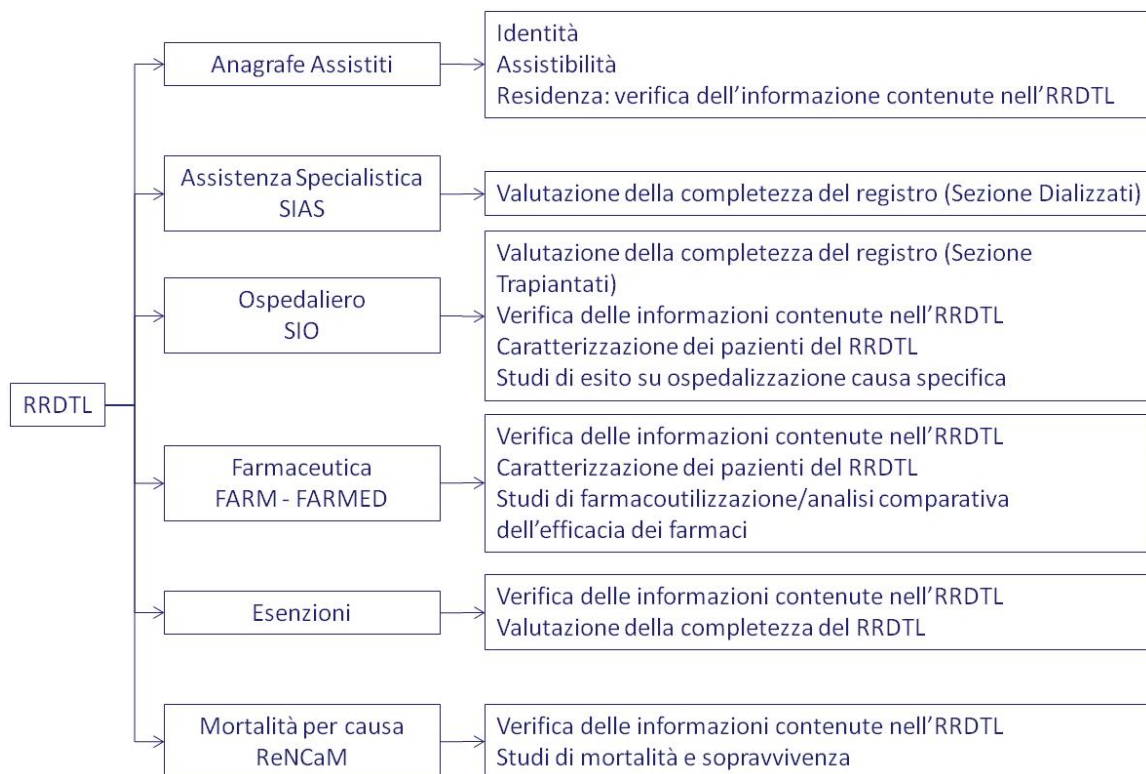 Anagrafe Assistiti
Identità
Assistibilità
Residenza: verifica dell'informazione contenute nell'RRDTL
Assistenza Specialistica
SIAS
Valutazione della completezza del registro (Sezione Dializzati)
Ospedaliero
SIO
Valutazione della completezza del registro (Sezione
Trapiantati)
Verifica delle informazioni contenute nell'RRDTL
Caratterizzazione dei pazienti del RRDTL
Studi di esito su ospedalizzazione causa specifica
RRDTL
Farmaceutica
FARM - FARMED
Verifica delle informazioni contenute nell'RRDTL
Caratterizzazione dei pazienti del RRDTL
Studi di farmacoutilizzazione/analisi comparativa
dell'efficacia dei farmaci
Esenzioni
Verifica delle informazioni contenute nell'RRDTL
Valutazione della completezza del RRDTL
Mortalità per causa
ReNCaM
Verifica delle informazioni contenute nell'RRDTL
Studi di mortalità e sopravvivenza